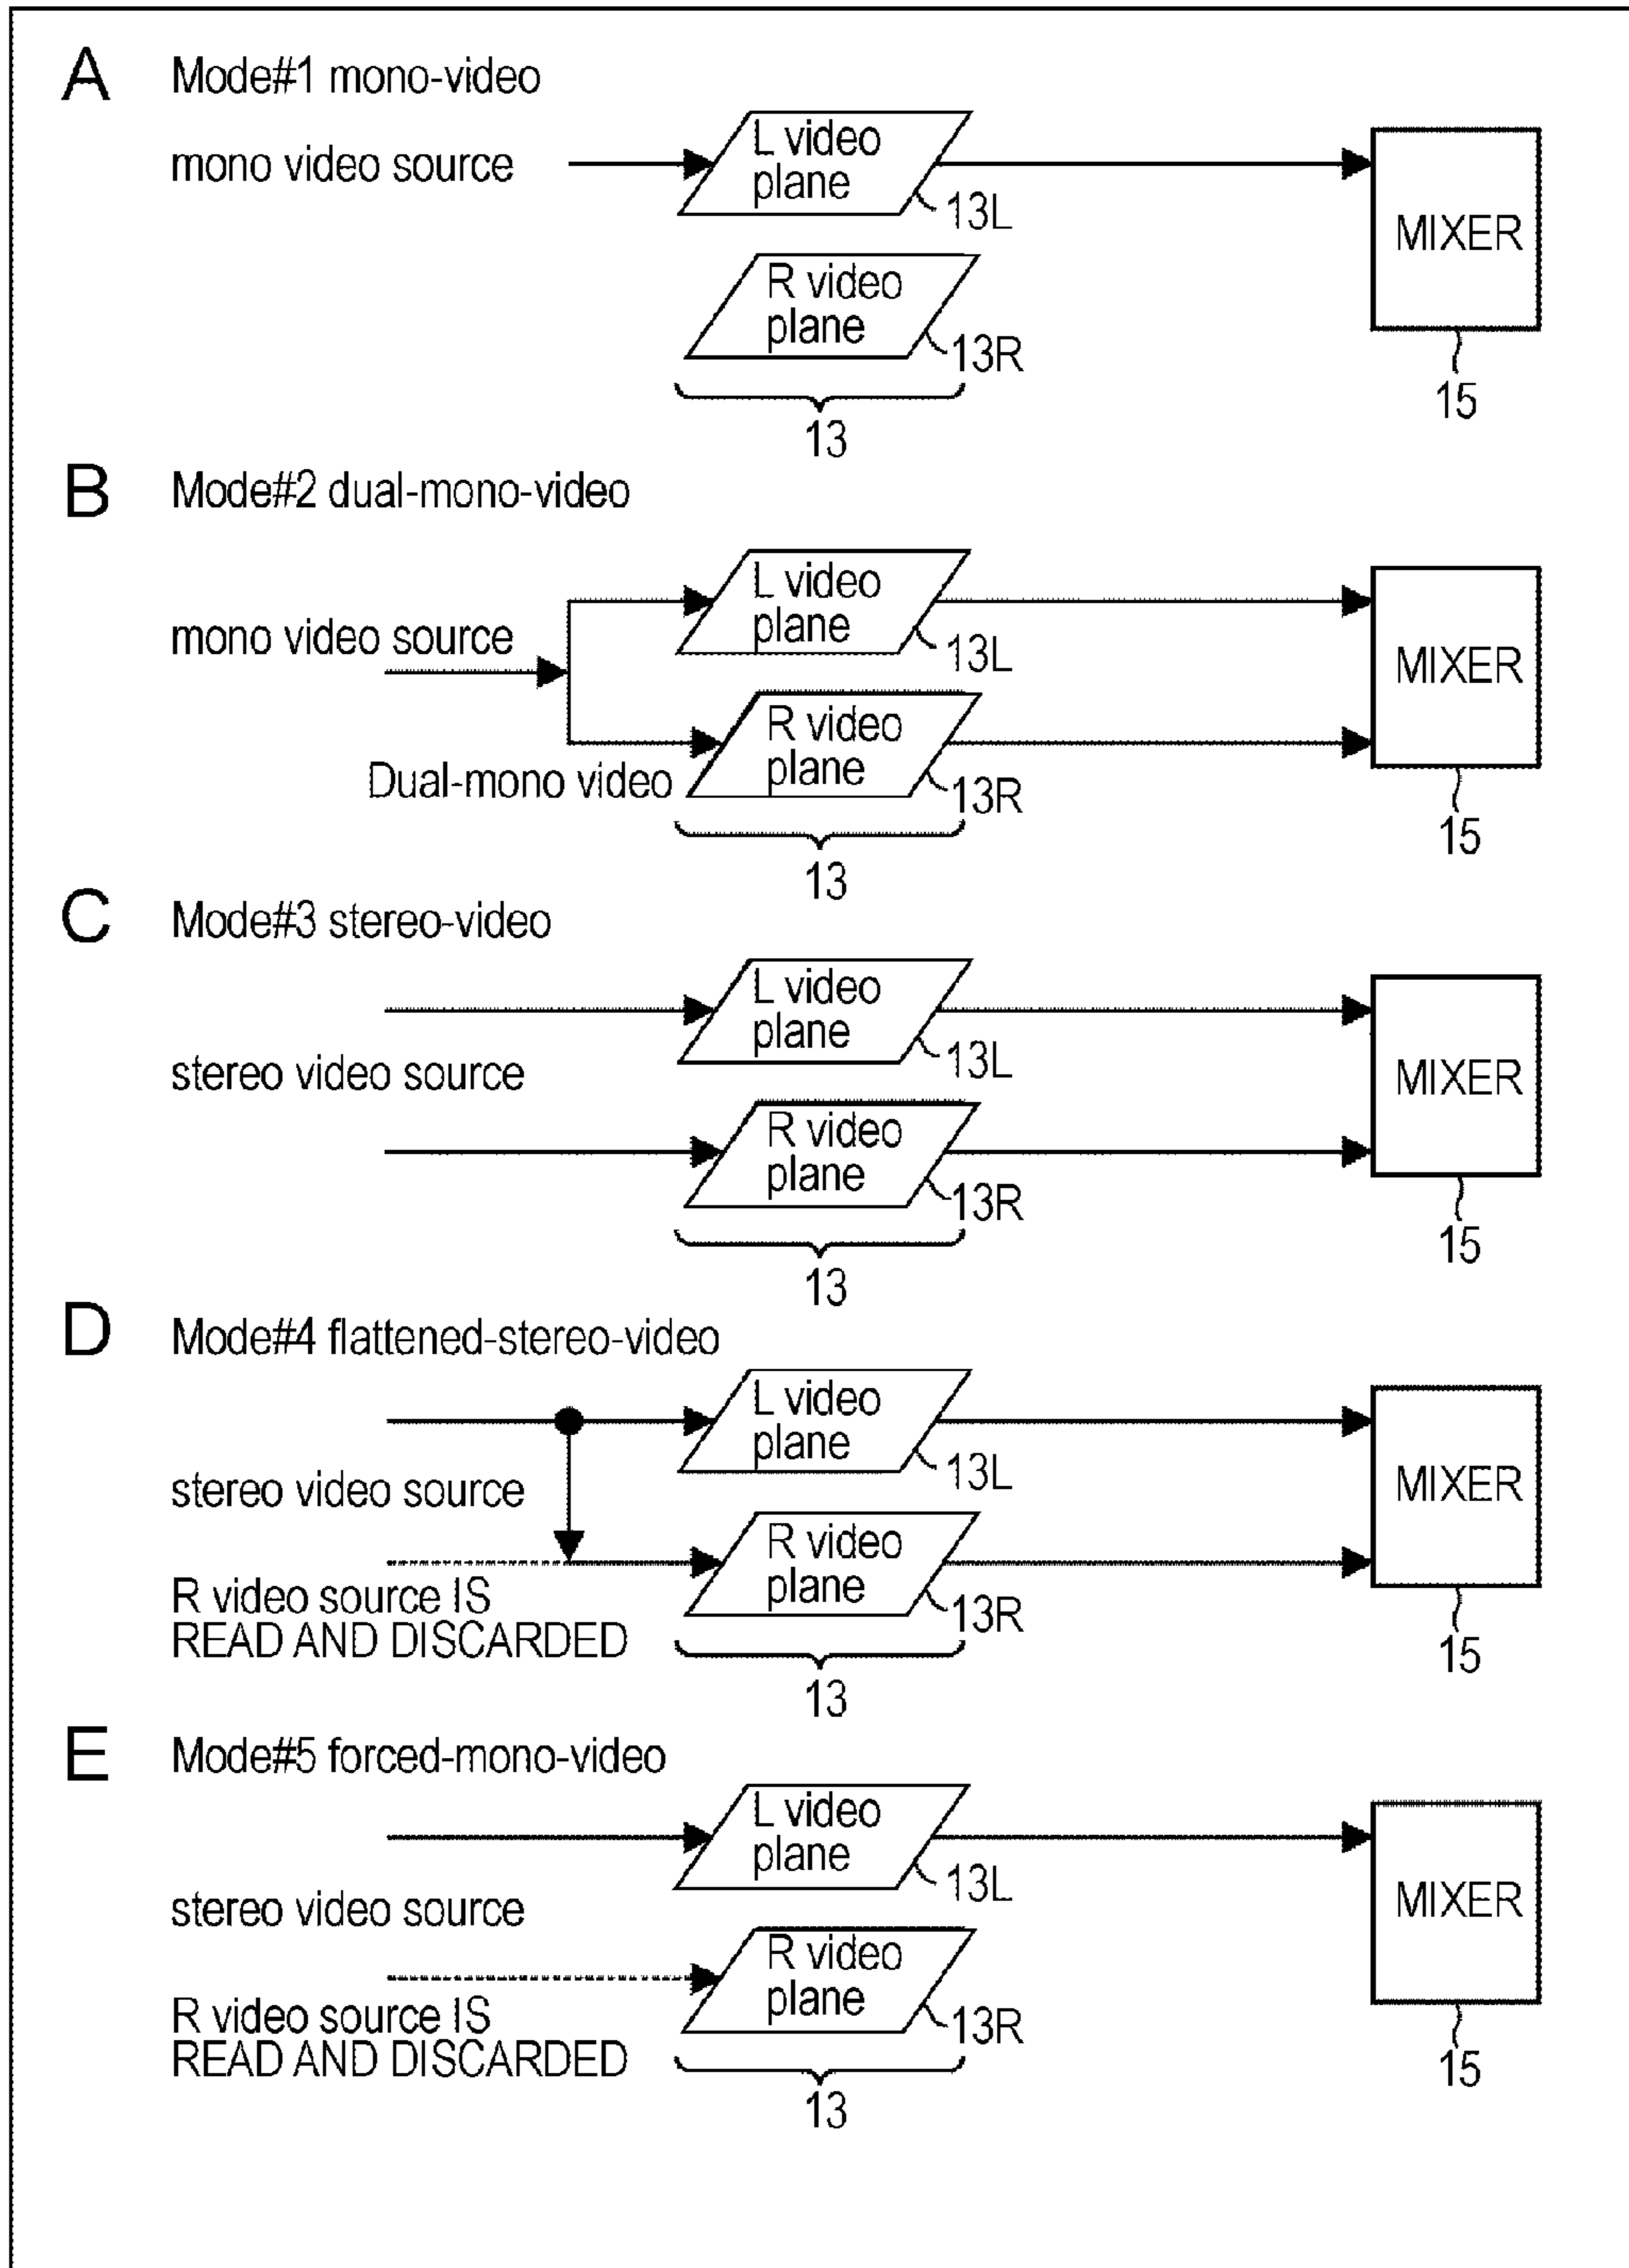 A Mode#1 mono-video
mono video source
L video
plane
13L
R video
plane
13R
13
MIXER
15
B Mode#2 dual-mono-video
mono video source
Dual-mono video
L video
plane
13L
R video
plane
13R
13
MIXER
15
C Mode#3 stereo-video
stereo video source
L video
plane
13L
R video
plane
13R
13
MIXER
15
D Mode#4 flattened-stereo-video
stereo video source
R video source IS
READ AND DISCARDED
L video
plane
13L
R video
plane
13R
13
MIXER
15
E Mode#5 forced-mono-video
stereo video source
R video source IS
READ AND DISCARDED
L video
plane
13L
R video
plane
13R
13
MIXER
15